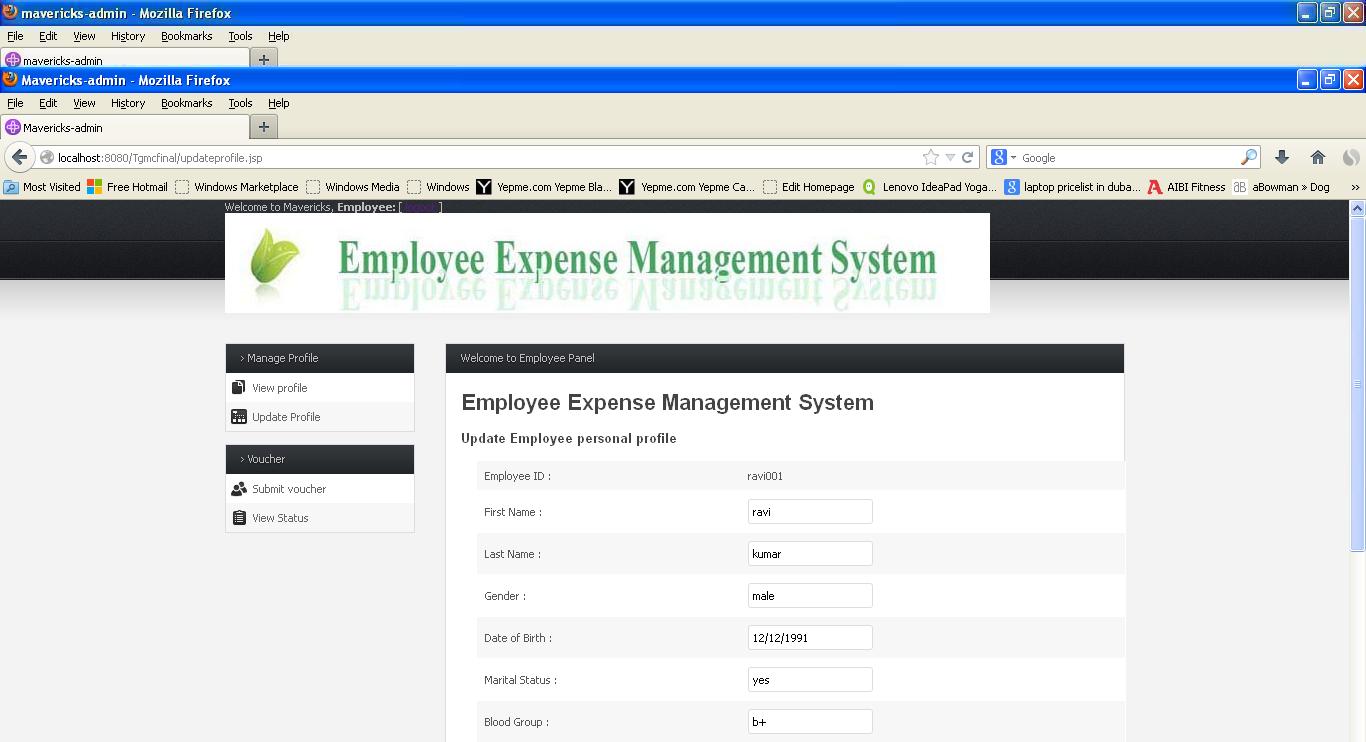 mavericks-admin - Mozilla Firefox
File Edit View History Bookmarks Tools Help
mavericks-admin +
Mavericks-admin - Mozilla Firefox
File Edit View History Bookmarks Tools Help
Mavericks-admin +
localhost:8080/Tgmcfinal/updateprofile.jsp Google
Most Visited Free Hotmail Windows Marketplace Windows Media Windows Yepme.com Yepme Bla... Yepme.com Yepme Ca... Edit Homepage Lenovo IdeaPad Yoga... laptop pricelist in duba... AIBI Fitness aBowman » Dog »
Welcome to Mavericks, Employee: [ ]
Employee Expense Management System
> Manage Profile
View profile
Update Profile
> Voucher
Submit voucher
View Status
Welcome to Employee Panel
Employee Expense Management System
Update Employee personal profile
Employee ID : ravi001
First Name : ravi
Last Name : kumar
Gender : male
Date of Birth : 12/12/1991
Marital Status : yes
Blood Group : b+